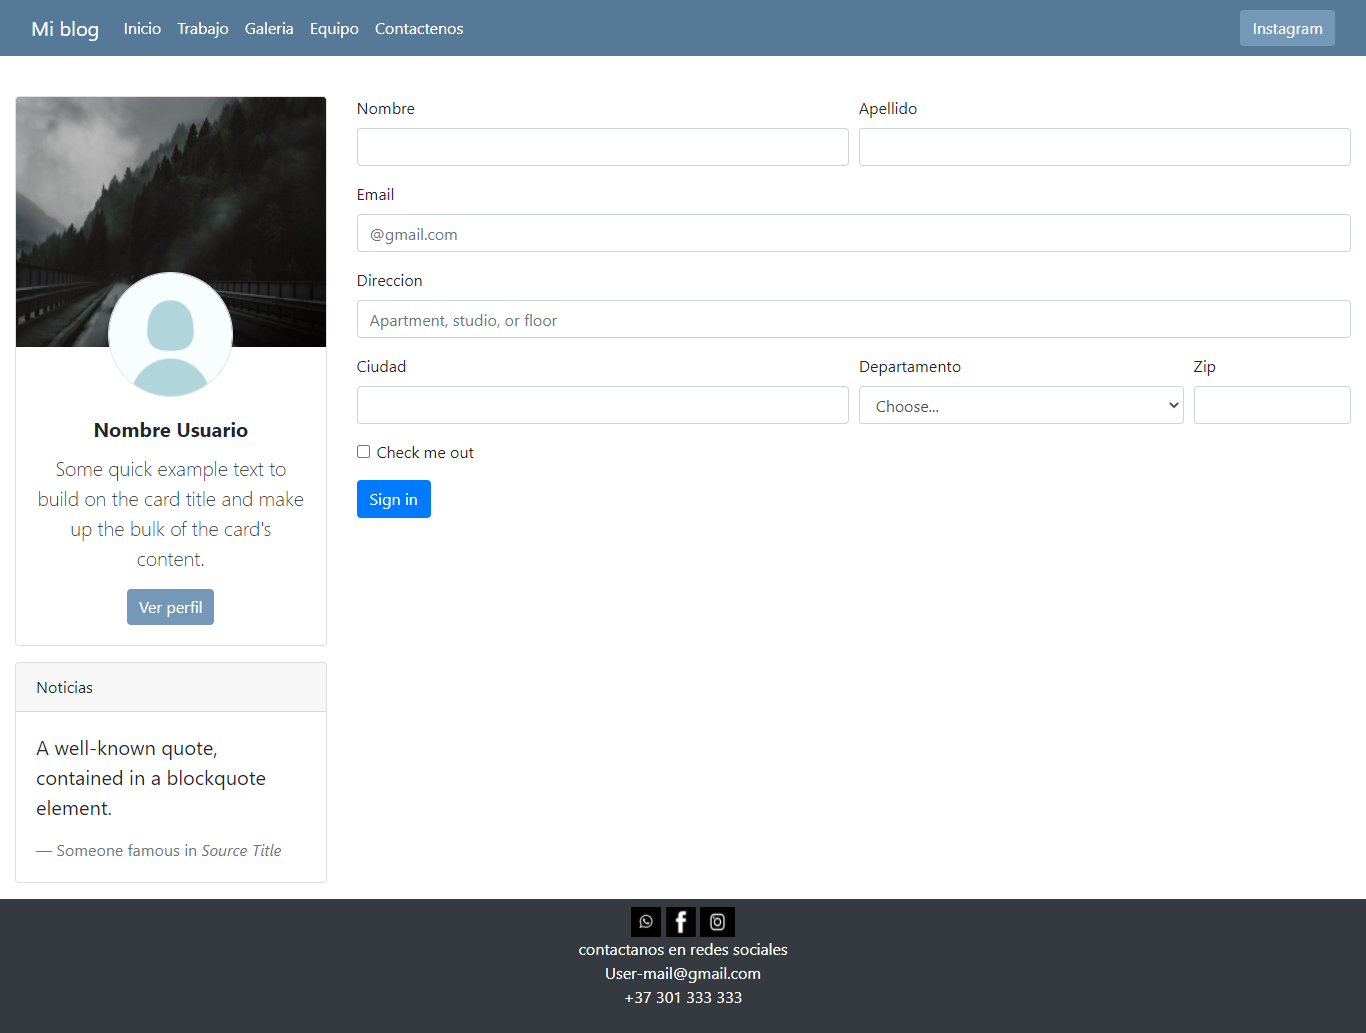 Mi blog Inicio Trabajo Galeria Equipo Contactenos Instagram
Nombre Usuario
Some quick example text to
build on the card title and make
up the bulk of the card's
content.
Ver perfil
Noticias
A well-known quote,
contained in a blockquote
element.
— Someone famous in Source Title
Nombre Apellido
Email
@gmail.com
Direccion
Apartment, studio, or floor
Ciudad Departamento Zip
Choose...
Check me out
Sign in
contactanos en redes sociales
User-mail@gmail.com
+37 301 333 333